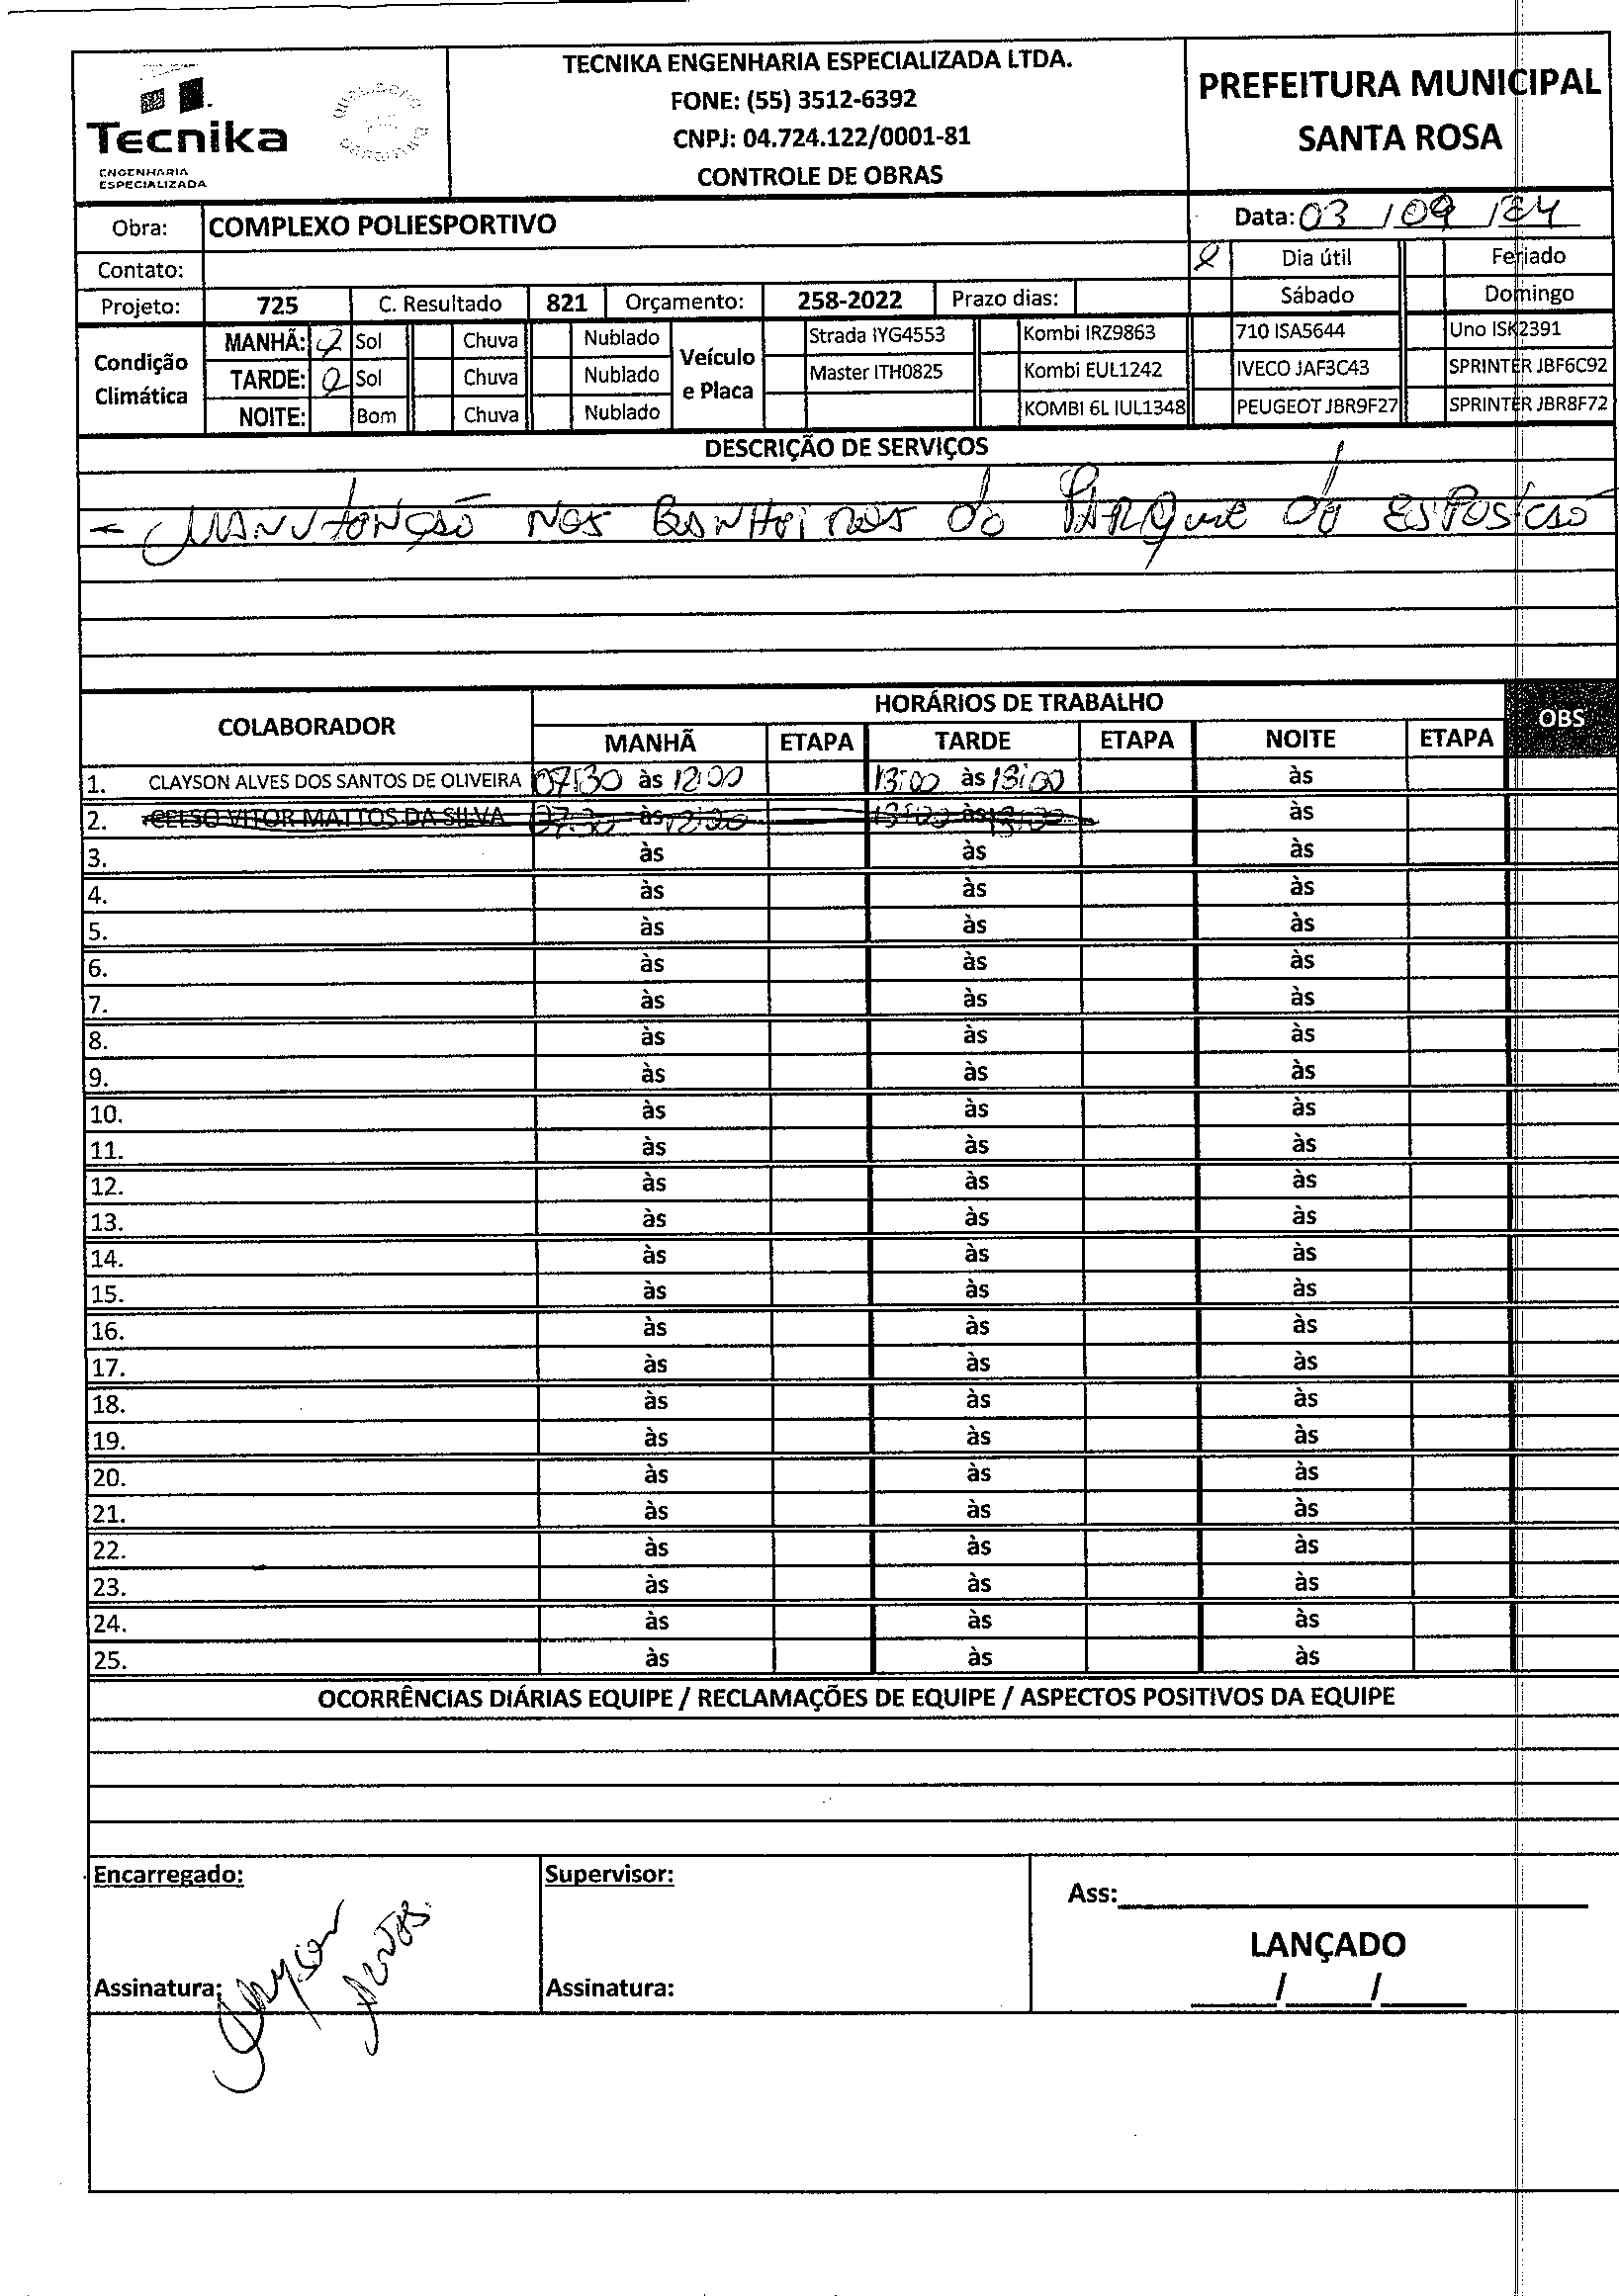 TECNIKA ENGENHARIA ESPECIALIZADA LTDA.
FONE: (55) 3512-6392
CNPJ: 04.724.122/0001-81
CONTROLE DE OBRAS
Tecnika
ENGENHARIA
ESPECIALIZADA
PREFEITURA MUNICIPAL
SANTA ROSA
Obra: COMPLEXO POLIESPORTIVO
Data: 03 / 09 / 24
Contato:
Dia útil Feriado
Projeto: 725 C. Resultado 821 Orçamento: 258-2022 Prazo dias:
Sábado Domingo
Condição Climática
MANHÃ: Sol Chuva Nublado
TARDE: Sol Chuva Nublado
NOITE: Bom Chuva Nublado
Veículo e Placa
Strada IYG4553 Kombi IRZ9863 710 ISA5644 Uno ISK2391
Master ITH0825 Kombi EUL1242 IVECO JAF3C43 SPRINTER JBF6C92
KOMBI 6L IUL1348 PEUGEOT JBR9F27 SPRINTER JBR8F72
DESCRIÇÃO DE SERVIÇOS
- MANUTENÇÃO NOS BANHEIROS do PARQUE do ESPOSICSÓ
COLABORADOR HORÁRIOS DE TRABALHO OBS
MANHÃ ETAPA TARDE ETAPA NOITE ETAPA
1. CLAYSON ALVES DOS SANTOS DE OLIVEIRA 07:30 às 12:00 13:00 às 18:00 às
2. CELSO VITOR MATTOS DA SILVA 07:30 às 12:00 13:00 às 18:00 às
3. às às às
4. às às às
5. às às às
6. às às às
7. às às às
8. às às às
9. às às às
10. às às às
11. às às às
12. às às às
13. às às às
14. às às às
15. às às às
16. às às às
17. às às às
18. às às às
19. às às às
20. às às às
21. às às às
22. às às às
23. às às às
24. às às às
25. às às às
OCORRÊNCIAS DIÁRIAS EQUIPE / RECLAMAÇÕES DE EQUIPE / ASPECTOS POSITIVOS DA EQUIPE
Encarregado: Supervisor:
Ass:
LANÇADO
Assinatura: Clayson Santos Assinatura:
/ /